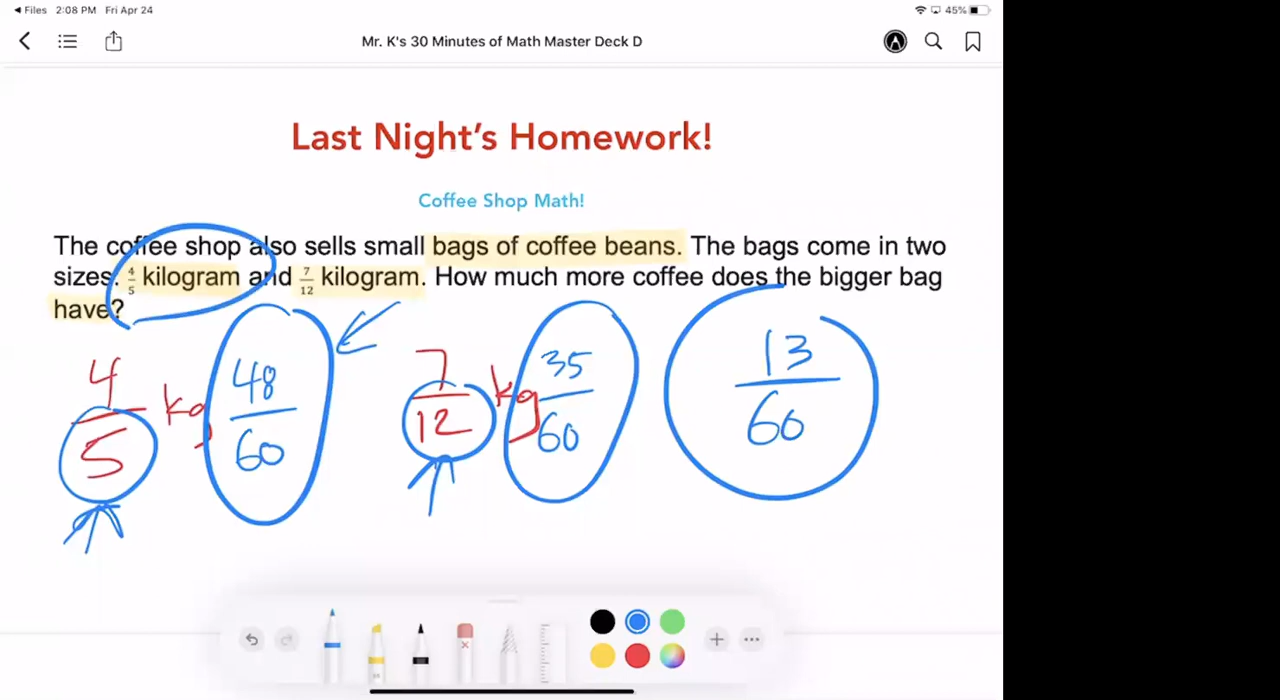 Files 2:08 PM Fri Apr 24 45%
Mr. K's 30 Minutes of Math Master Deck D
Last Night's Homework!
Coffee Shop Math!
The coffee shop also sells small bags of coffee beans. The bags come in two
sizes. 4/5 kilogram and 7/12 kilogram. How much more coffee does the bigger bag
have?
4/5 kg 48/60 7/12 kg 35/60 13/60